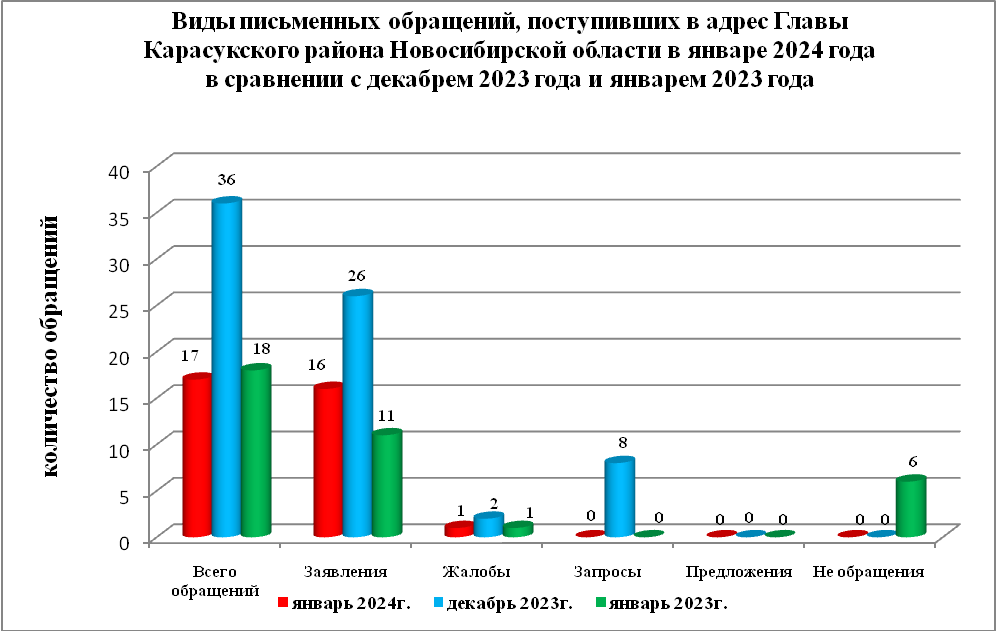 Виды письменных обращений, поступивших в адрес Главы
Карасукского района Новосибирской области в январе 2024 года
в сравнении с декабрем 2023 года и январем 2023 года
количество обращений
40
35
30
25
20
15
10
5
0
17 36 18
16 26 11
1 2 1
0 8 0
0 0 0
0 0 6
Всего
обращений
Заявления
Жалобы
Запросы
Предложения
Не обращения
январь 2024г.
декабрь 2023г.
январь 2023г.